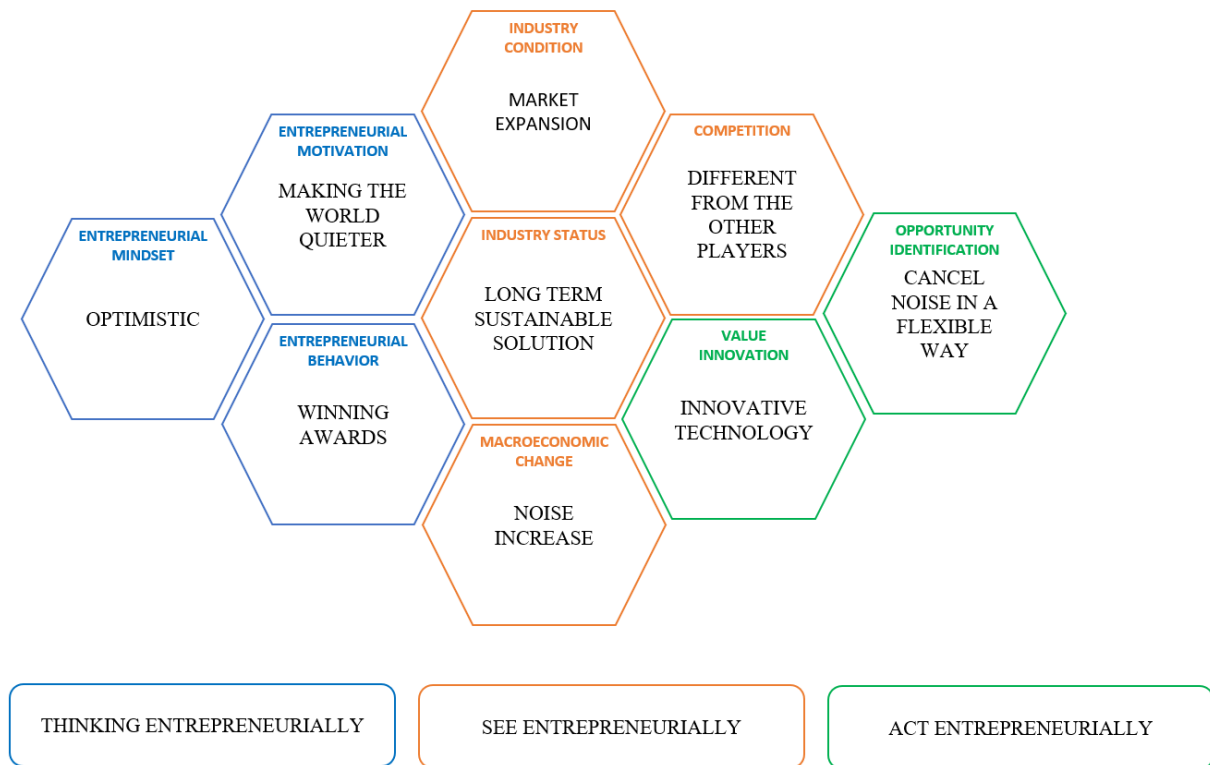 INDUSTRY
CONDITION
MARKET
EXPANSION
ENTREPRENEURIAL
MOTIVATION
MAKING THE
WORLD
QUIETER
COMPETITION
DIFFERENT
FROM THE
OTHER
PLAYERS
ENTREPRENEURIAL
MINDSET
OPTIMISTIC
INDUSTRY STATUS
LONG TERM
SUSTAINABLE
SOLUTION
OPPORTUNITY
IDENTIFICATION
CANCEL
NOISE IN A
FLEXIBLE
WAY
ENTREPRENEURIAL
BEHAVIOR
WINNING
AWARDS
VALUE
INNOVATION
INNOVATIVE
TECHNOLOGY
MACROECONOMIC
CHANGE
NOISE
INCREASE
THINKING ENTREPRENEURIALLY
SEE ENTREPRENEURIALLY
ACT ENTREPRENEURIALLY